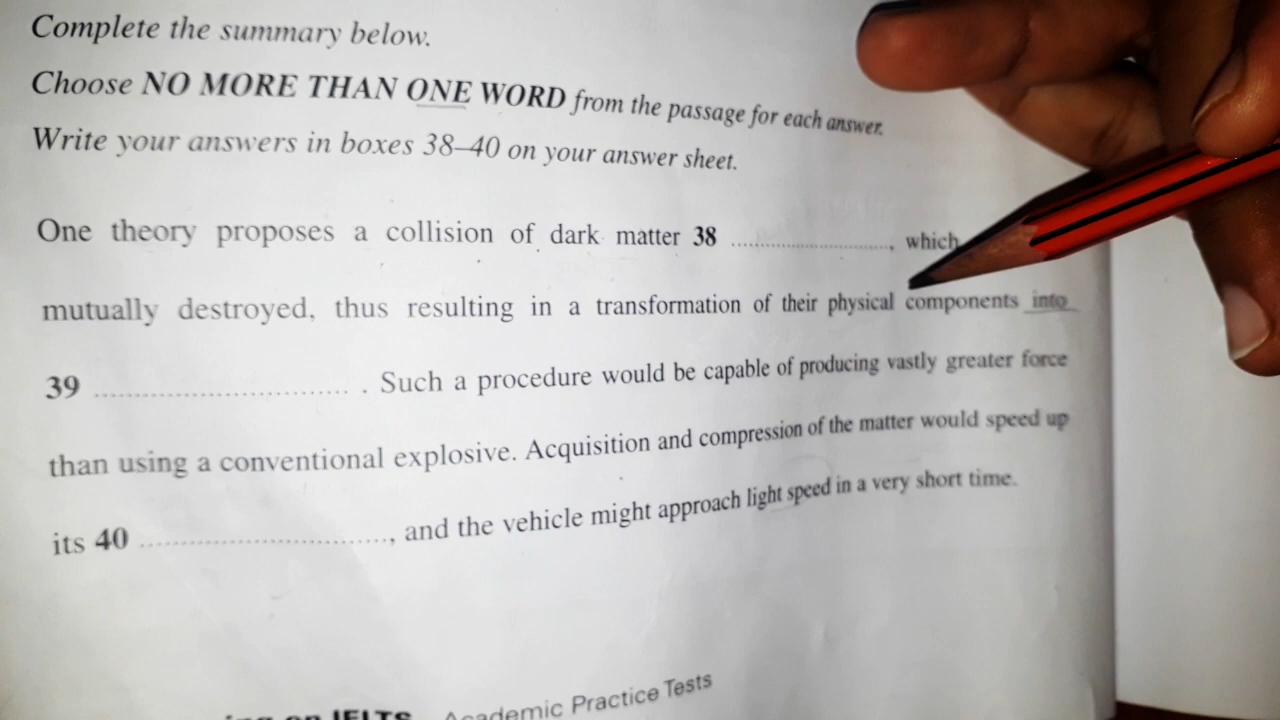 Complete the summary below.
Choose NO MORE THAN ONE WORD from the passage for each answer.
Write your answers in boxes 38–40 on your answer sheet.
One theory proposes a collision of dark matter 38 ............................, which
mutually destroyed, thus resulting in a transformation of their physical components into
39 ............................... . Such a procedure would be capable of producing vastly greater force
than using a conventional explosive. Acquisition and compression of the matter would speed up
its 40 ..............................., and the vehicle might approach light speed in a very short time.
on IELTS Academic Practice Tests